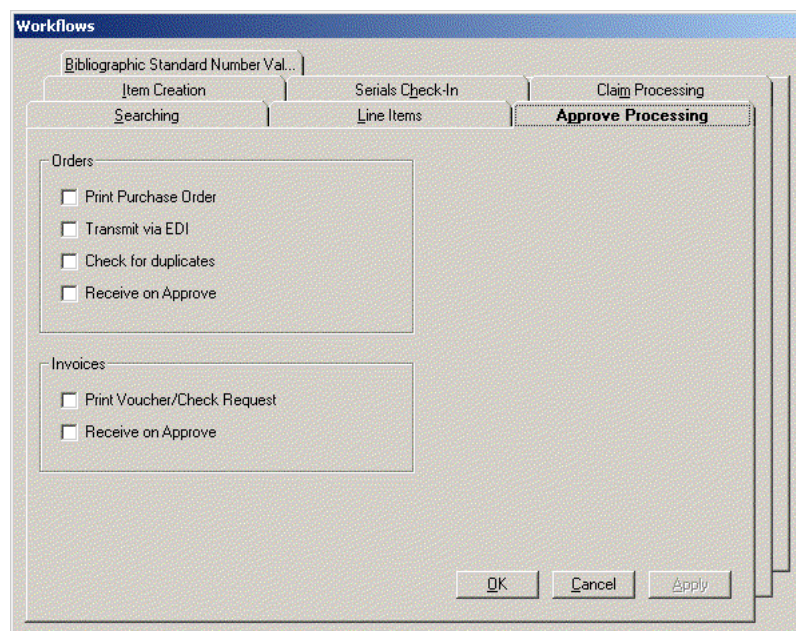 Workflows
Bibliographic Standard Number Val...
Item Creation
Serials Check-In
Claim Processing
Searching
Line Items
Approve Processing
Orders
Print Purchase Order
Transmit via EDI
Check for duplicates
Receive on Approve
Invoices
Print Voucher/Check Request
Receive on Approve
OK
Cancel
Apply